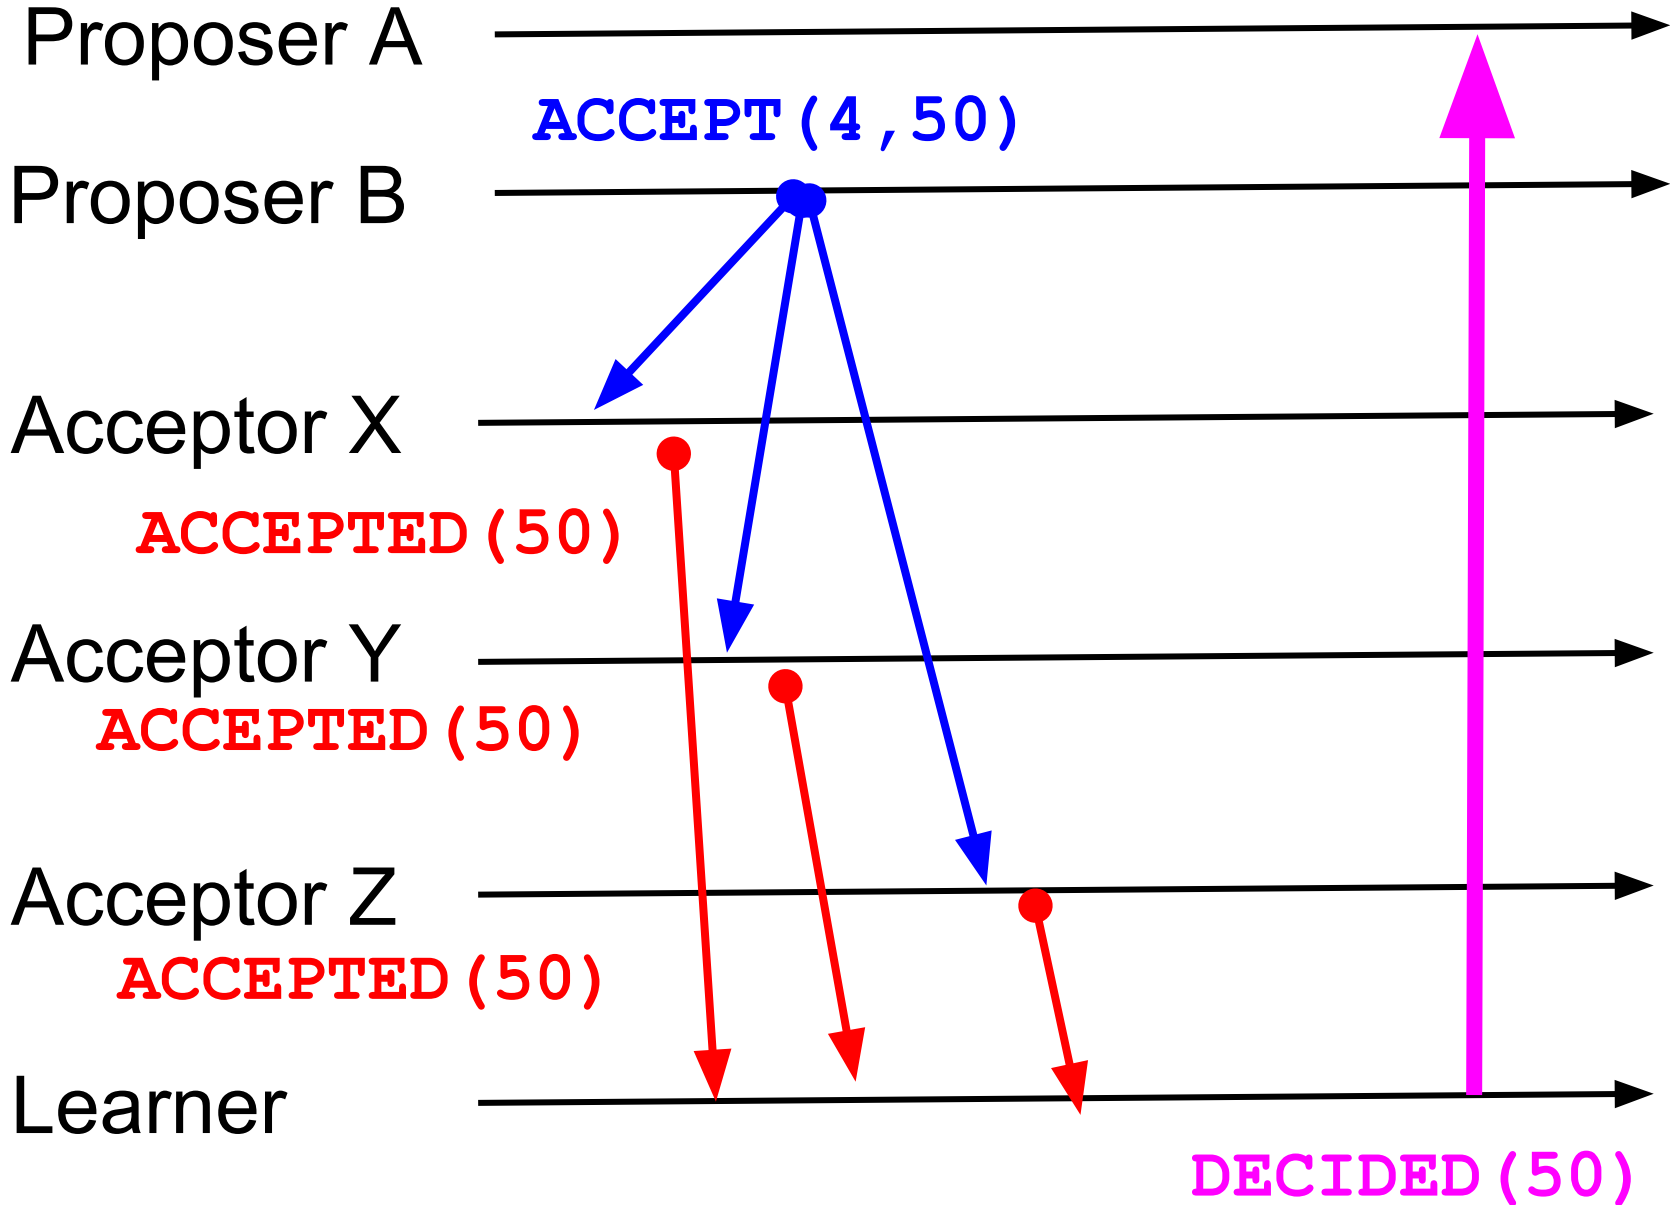 Proposer A
ACCEPT(4,50)
Proposer B
Acceptor X
ACCEPTED(50)
Acceptor Y
ACCEPTED(50)
Acceptor Z
ACCEPTED(50)
Learner
DECIDED(50)